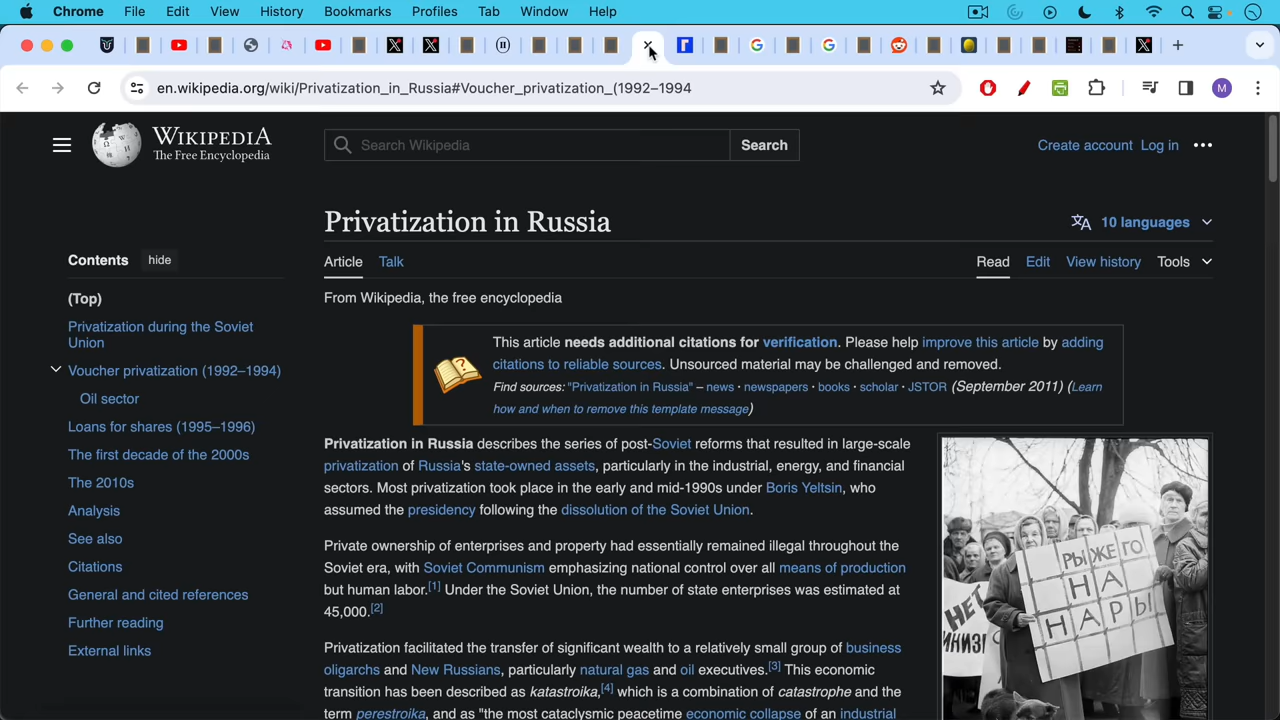 Chrome File Edit View History Bookmarks Profiles Tab Window Help
en.wikipedia.org/wiki/Privatization_in_Russia#Voucher_privatization_(1992–1994
M
WIKIPEDIA
The Free Encyclopedia
Search Wikipedia
Search
Create account Log in
Privatization in Russia
10 languages
Contents hide
Article Talk
Read Edit View history Tools
(Top)
From Wikipedia, the free encyclopedia
Privatization during the Soviet
Union
Voucher privatization (1992–1994)
Oil sector
Loans for shares (1995–1996)
The first decade of the 2000s
The 2010s
Analysis
See also
Citations
General and cited references
Further reading
External links
This article needs additional citations for verification. Please help improve this article by adding
citations to reliable sources. Unsourced material may be challenged and removed.
Find sources: "Privatization in Russia" – news · newspapers · books · scholar · JSTOR (September 2011) (Learn
how and when to remove this template message)
Privatization in Russia describes the series of post-Soviet reforms that resulted in large-scale
privatization of Russia's state-owned assets, particularly in the industrial, energy, and financial
sectors. Most privatization took place in the early and mid-1990s under Boris Yeltsin, who
assumed the presidency following the dissolution of the Soviet Union.
Private ownership of enterprises and property had essentially remained illegal throughout the
Soviet era, with Soviet Communism emphasizing national control over all means of production
but human labor.[1] Under the Soviet Union, the number of state enterprises was estimated at
45,000.[2]
Privatization facilitated the transfer of significant wealth to a relatively small group of business
oligarchs and New Russians, particularly natural gas and oil executives.[3] This economic
transition has been described as katastroika,[4] which is a combination of catastrophe and the
term perestroika, and as "the most cataclysmic peacetime economic collapse of an industrial
РЫЖЕГО
НА
НАРЫ
НЕТ